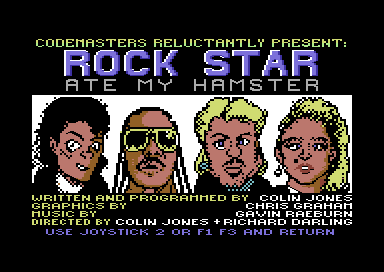 CODEMASTERS RELUCTANTLY PRESENT:
ROCK STAR
ATE MY HAMSTER
WRITTEN AND PROGRAMMED BY COLIN JONES
GRAPHICS BY CHRIS GRAHAM
MUSIC BY GAVIN RAEBURN
DIRECTED BY COLIN JONES + RICHARD DARLING
USE JOYSTICK 2 OR F1 F3 AND RETURN